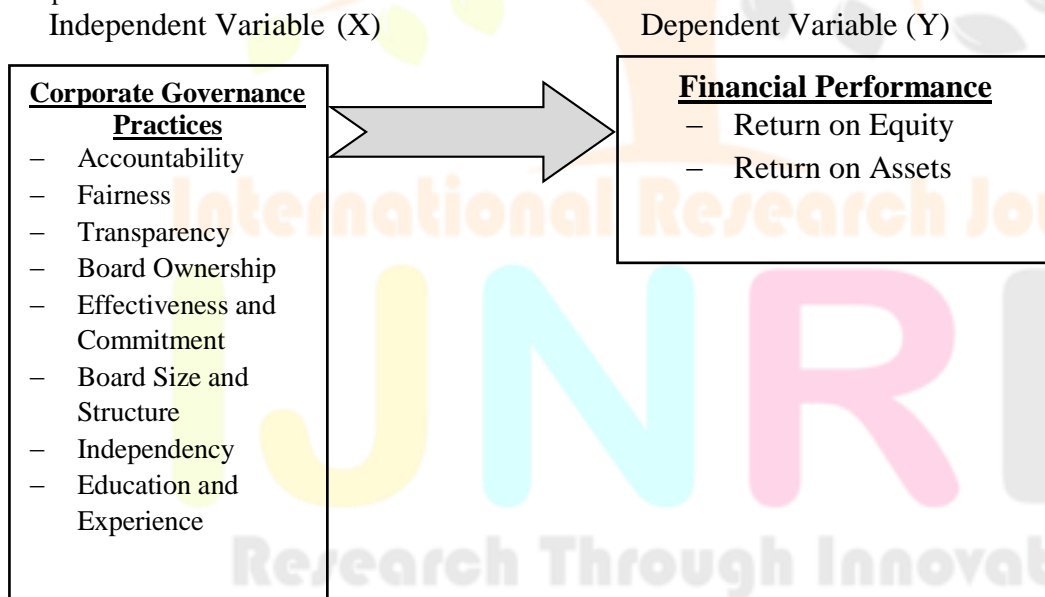 Independent Variable (X)
Dependent Variable (Y)
Corporate Governance
Practices
– Accountability
– Fairness
– Transparency
– Board Ownership
– Effectiveness and
Commitment
– Board Size and
Structure
– Independency
– Education and
Experience
Financial Performance
– Return on Equity
– Return on Assets
International Research Jou
IJNRI
Research Through Innovat